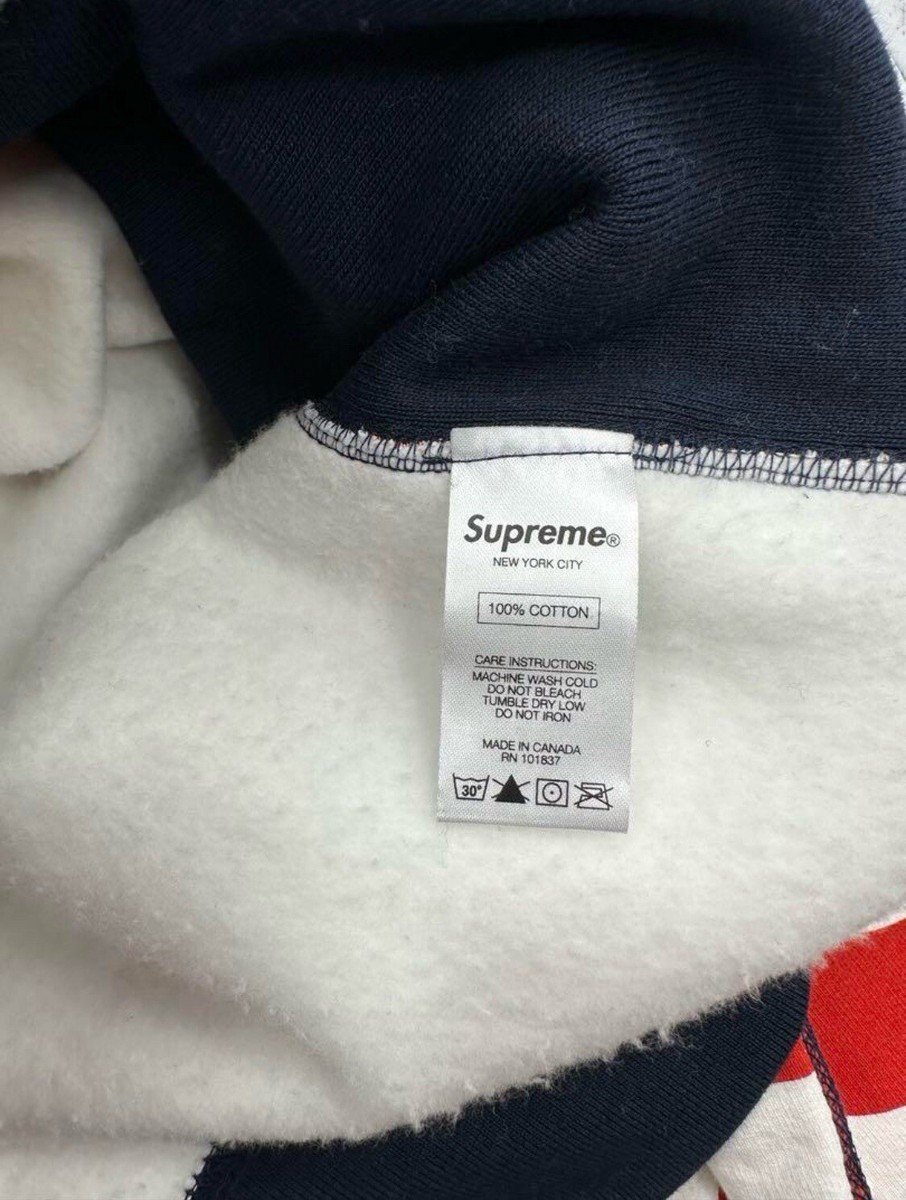 Supreme®
NEW YORK CITY
100% COTTON
CARE INSTRUCTIONS:
MACHINE WASH COLD
DO NOT BLEACH
TUMBLE DRY LOW
DO NOT IRON
MADE IN CANADA
RN 101837
30°